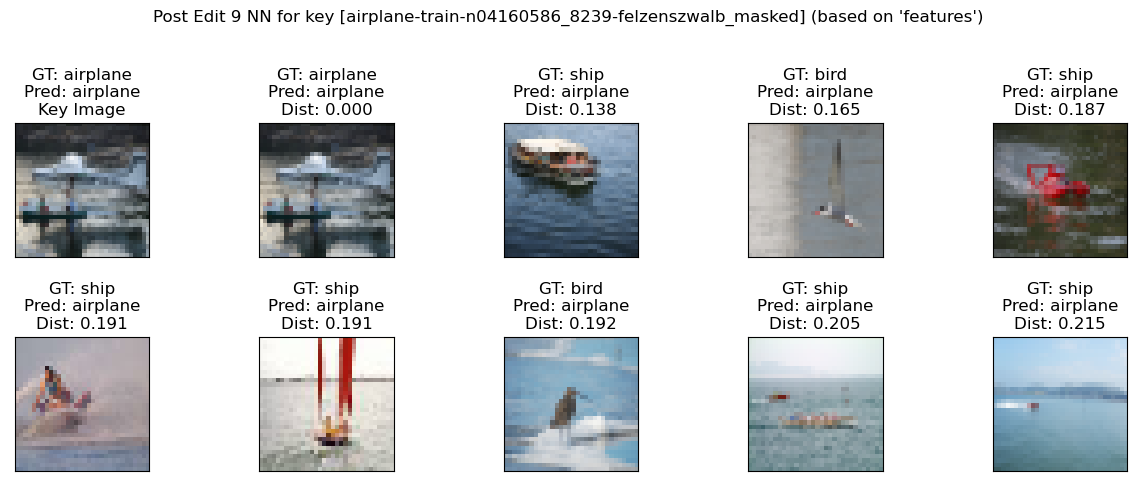 Post Edit 9 NN for key [airplane-train-n04160586_8239-felzenszwalb_masked] (based on 'features')
GT: airplane
Pred: airplane
Key Image
GT: airplane
Pred: airplane
Dist: 0.000
GT: ship
Pred: airplane
Dist: 0.138
GT: bird
Pred: airplane
Dist: 0.165
GT: ship
Pred: airplane
Dist: 0.187
GT: ship
Pred: airplane
Dist: 0.191
GT: ship
Pred: airplane
Dist: 0.191
GT: bird
Pred: airplane
Dist: 0.192
GT: ship
Pred: airplane
Dist: 0.205
GT: ship
Pred: airplane
Dist: 0.215